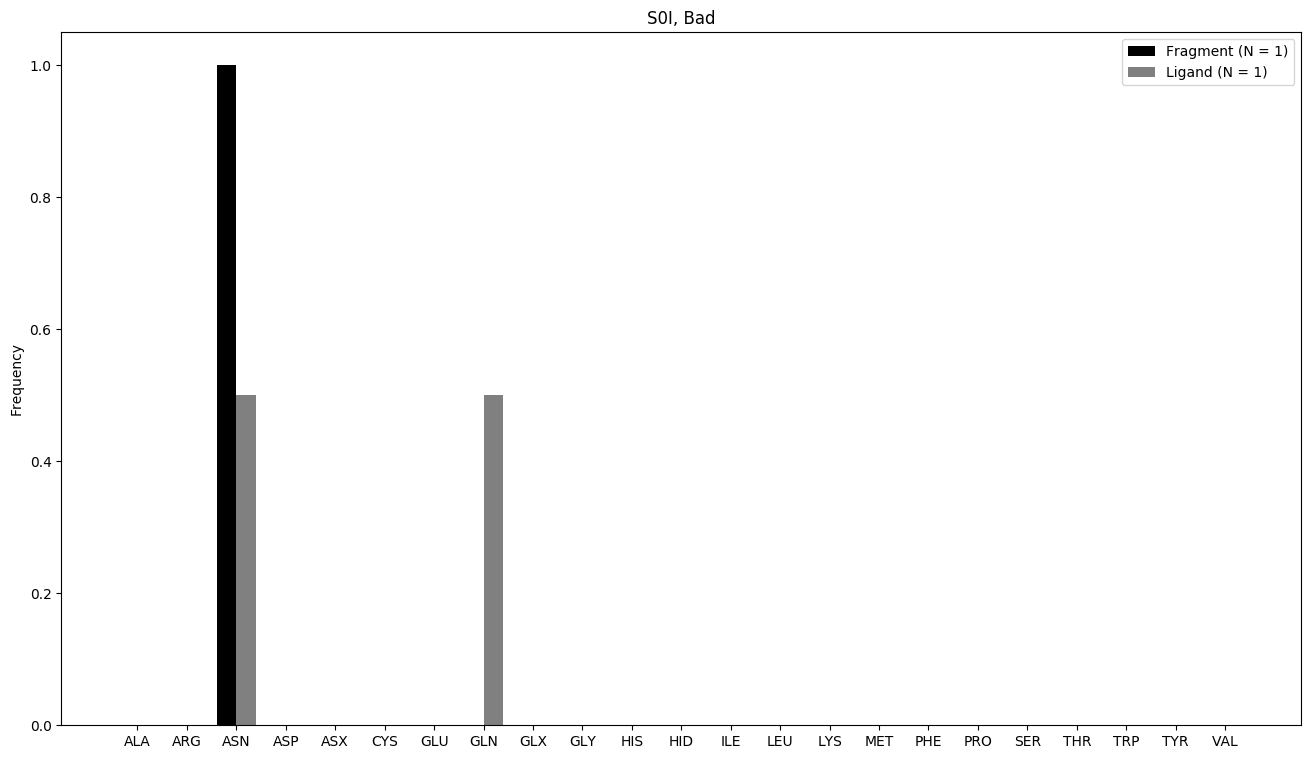 S0I, Bad
Fragment (N = 1)
Ligand (N = 1)
Frequency
1.0
0.8
0.6
0.4
0.2
0.0
ALA ARG ASN ASP ASX CYS GLU GLN GLX GLY HIS HID ILE LEU LYS MET PHE PRO SER THR TRP TYR VAL